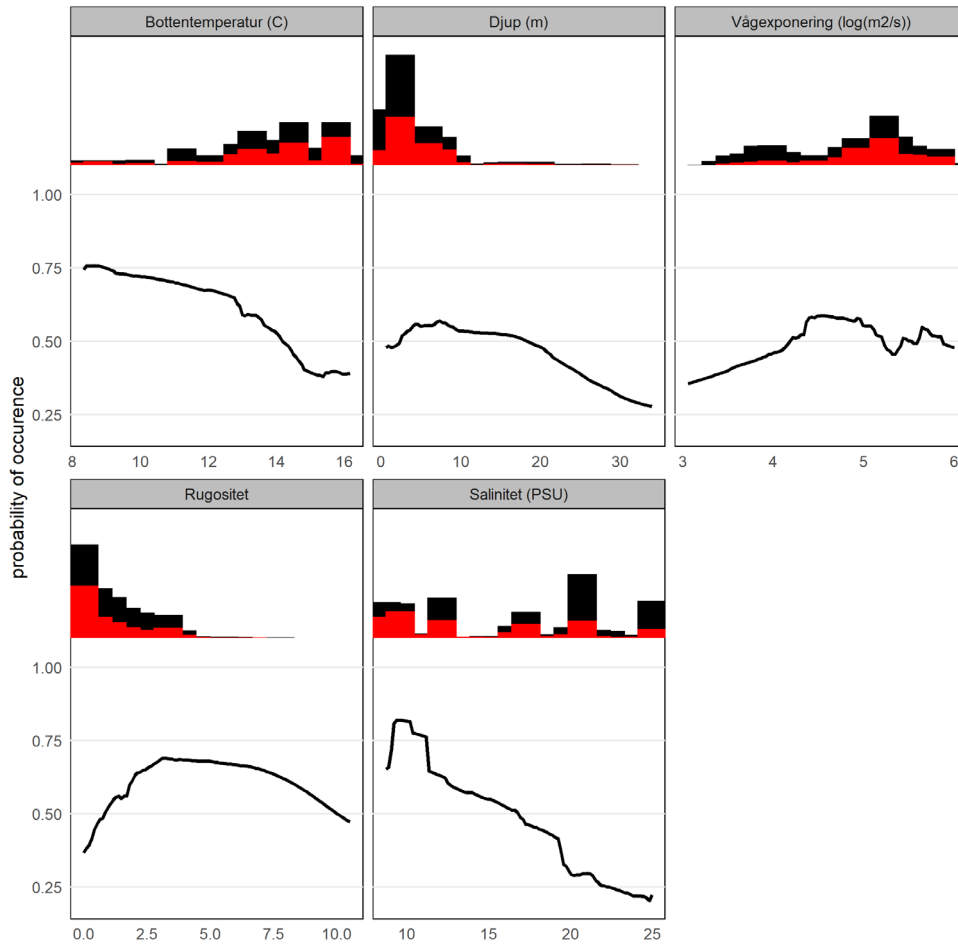 Bottentemperatur (C)
Djup (m)
Vågexponering (log(m2/s))
1.00
0.75
0.50
0.25
8 10 12 14 16
0 10 20 30
3 4 5 6
probability of occurence
Rugositet
Salinitet (PSU)
1.00
0.75
0.50
0.25
0.0 2.5 5.0 7.5 10.0
10 15 20 25